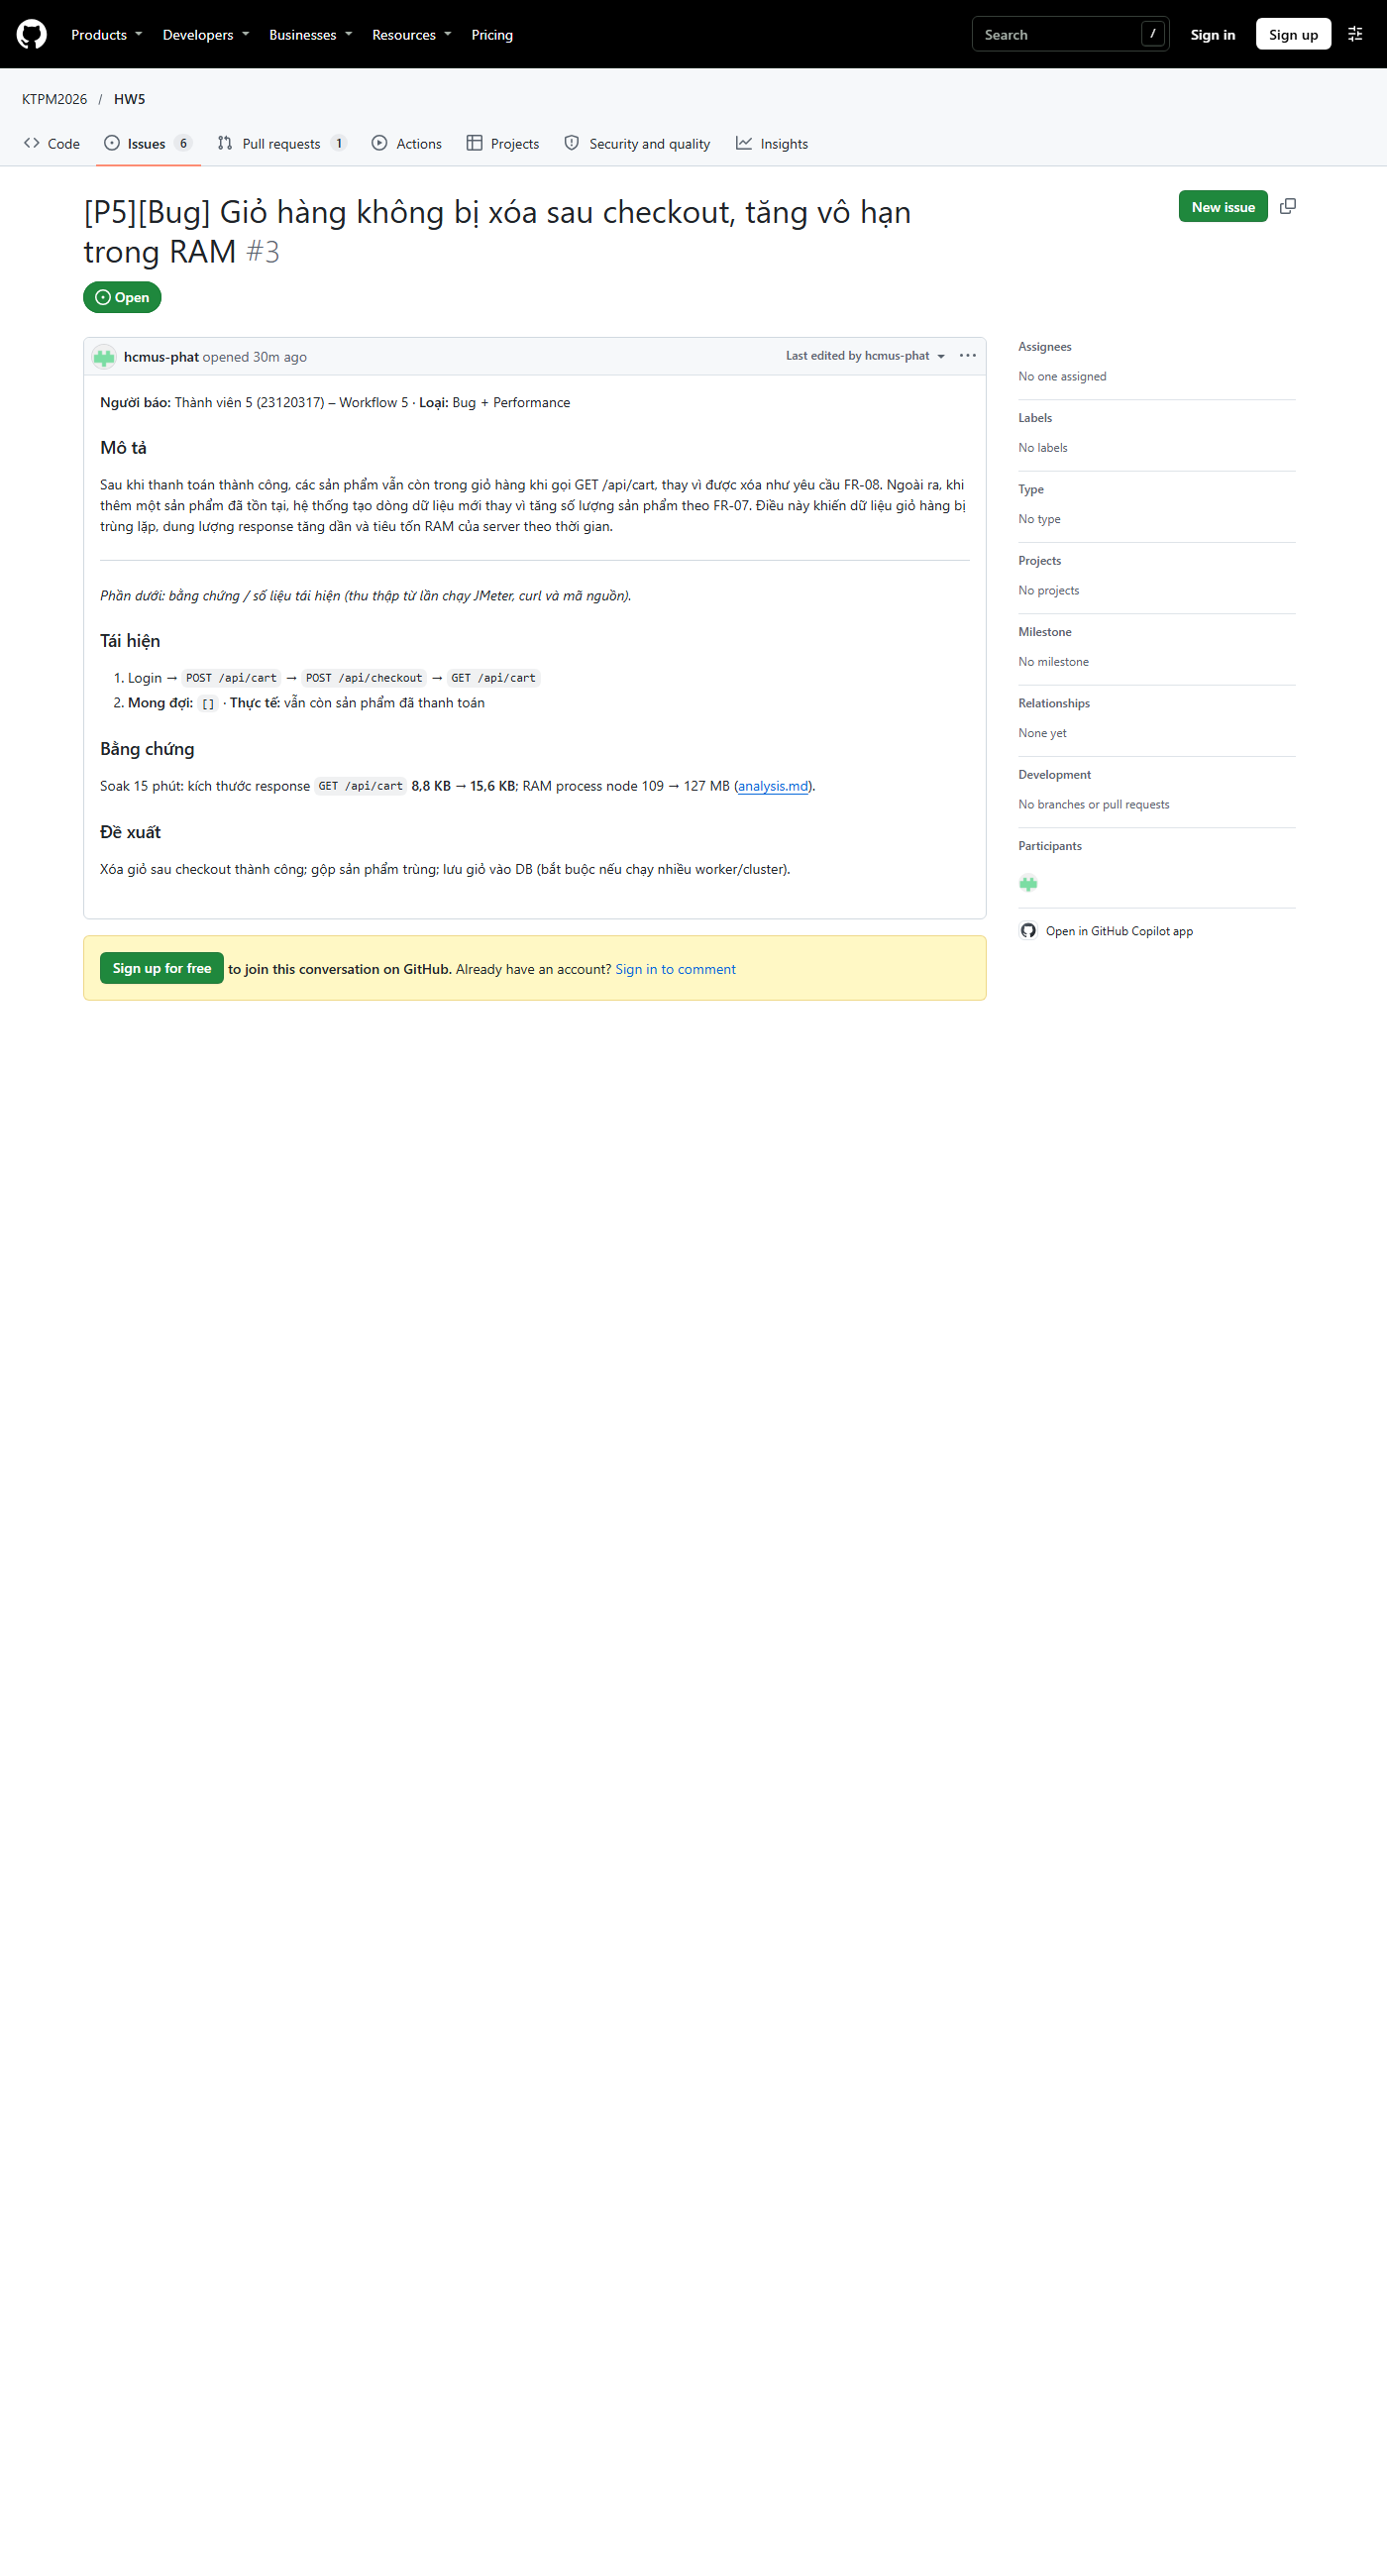 Products Developers Businesses Resources Pricing Search / Sign in Sign up
KTPM2026 / HW5
Code Issues 6 Pull requests 1 Actions Projects Security and quality Insights
[P5][Bug] Giỏ hàng không bị xóa sau checkout, tăng vô hạn
trong RAM #3
New issue
Open
hcmus-phat opened 30m ago
Last edited by hcmus-phat
Người báo: Thành viên 5 (23120317) – Workflow 5 · Loại: Bug + Performance
Mô tả
Sau khi thanh toán thành công, các sản phẩm vẫn còn trong giỏ hàng khi gọi GET /api/cart, thay vì được xóa như yêu cầu FR-08. Ngoài ra, khi
thêm một sản phẩm đã tồn tại, hệ thống tạo dòng dữ liệu mới thay vì tăng số lượng sản phẩm theo FR-07. Điều này khiến dữ liệu giỏ hàng bị
trùng lặp, dung lượng response tăng dần và tiêu tốn RAM của server theo thời gian.
Phần dưới: bằng chứng / số liệu tái hiện (thu thập từ lần chạy JMeter, curl và mã nguồn).
Tái hiện
1. Login → POST /api/cart → POST /api/checkout → GET /api/cart
2. Mong đợi: [] · Thực tế: vẫn còn sản phẩm đã thanh toán
Bằng chứng
Soak 15 phút: kích thước response GET /api/cart 8,8 KB → 15,6 KB; RAM process node 109 → 127 MB (analysis.md).
Đề xuất
Xóa giỏ sau checkout thành công; gộp sản phẩm trùng; lưu giỏ vào DB (bắt buộc nếu chạy nhiều worker/cluster).
Sign up for free to join this conversation on GitHub. Already have an account? Sign in to comment
Assignees
No one assigned
Labels
No labels
Type
No type
Projects
No projects
Milestone
No milestone
Relationships
None yet
Development
No branches or pull requests
Participants
Open in GitHub Copilot app